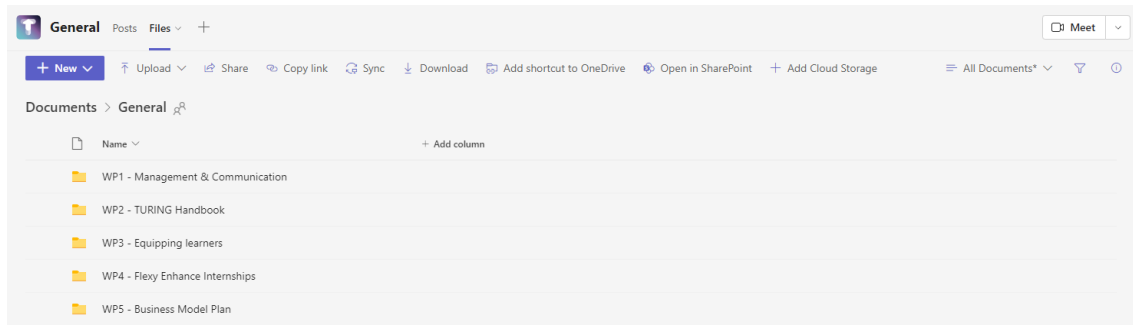 T General Posts Files + Meet
+ New Upload Share Copy link Sync Download Add shortcut to OneDrive Open in SharePoint + Add Cloud Storage All Documents*
Documents > General
Name + Add column
WP1 - Management & Communication
WP2 - TURING Handbook
WP3 - Equipping learners
WP4 - Flexy Enhance Internships
WP5 - Business Model Plan